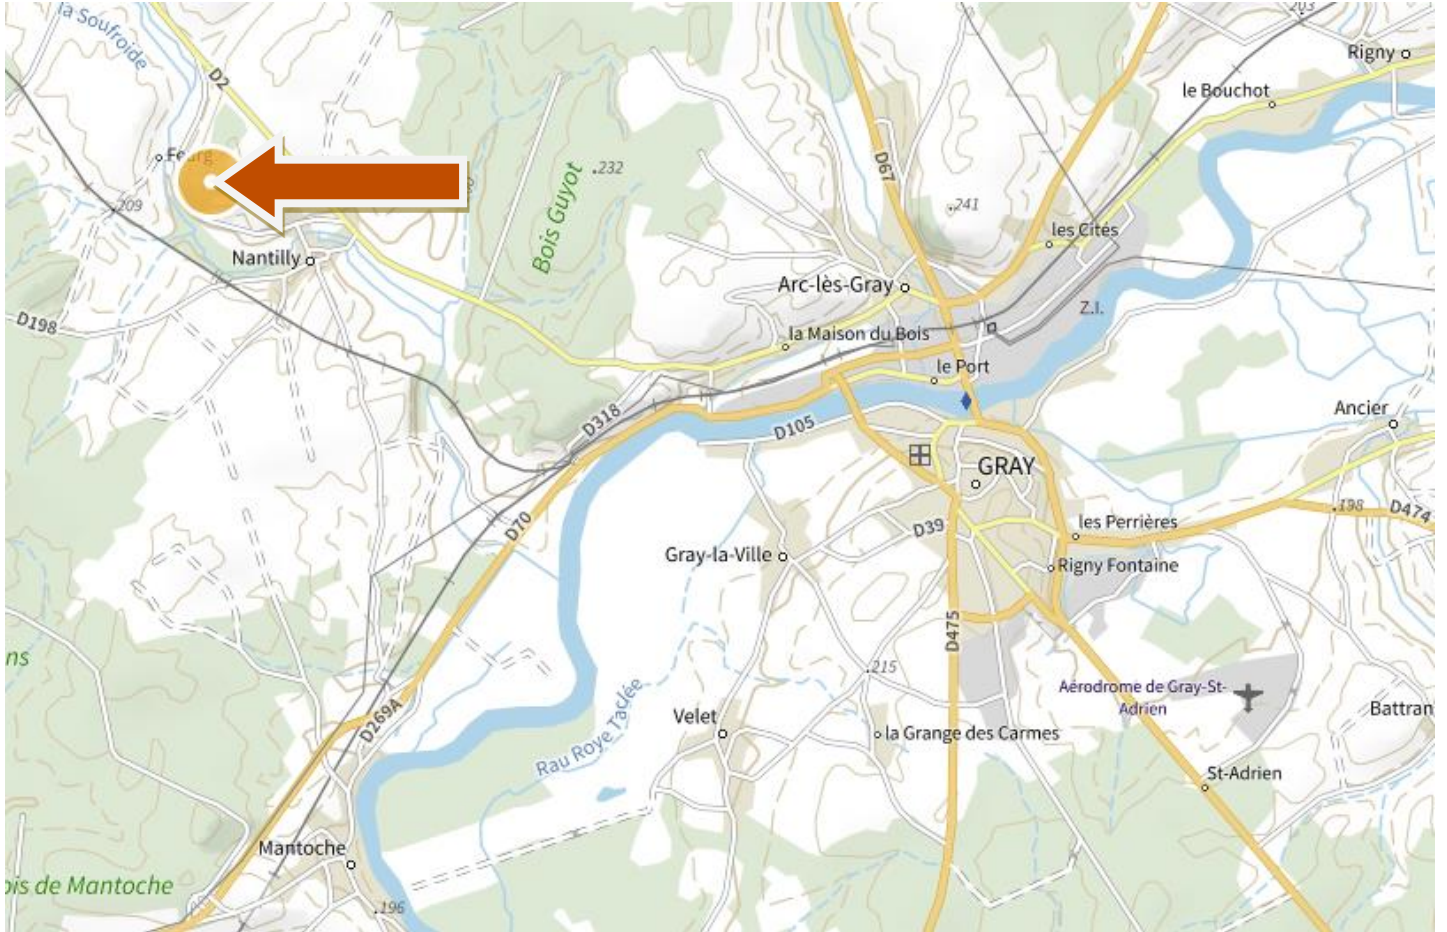 la Soufroide
D2
203
Rigny
le Bouchot
Bois Guyot
232
D67
241
209
les Cités
Nantilly
Arc-lès-Gray
Z.I.
D198
la Maison du Bois
le Port
D318
D105
Ancier
GRAY
D70
D39
les Perrières
198
D474
Gray-la-Ville
Rigny Fontaine
D475
ns
215
Rau Roye Taclée
Aérodrome de Gray-St-
Adrien
D269A
Velet
la Grange des Carmes
Battran
St-Adrien
Mantoche
ois de Mantoche
196